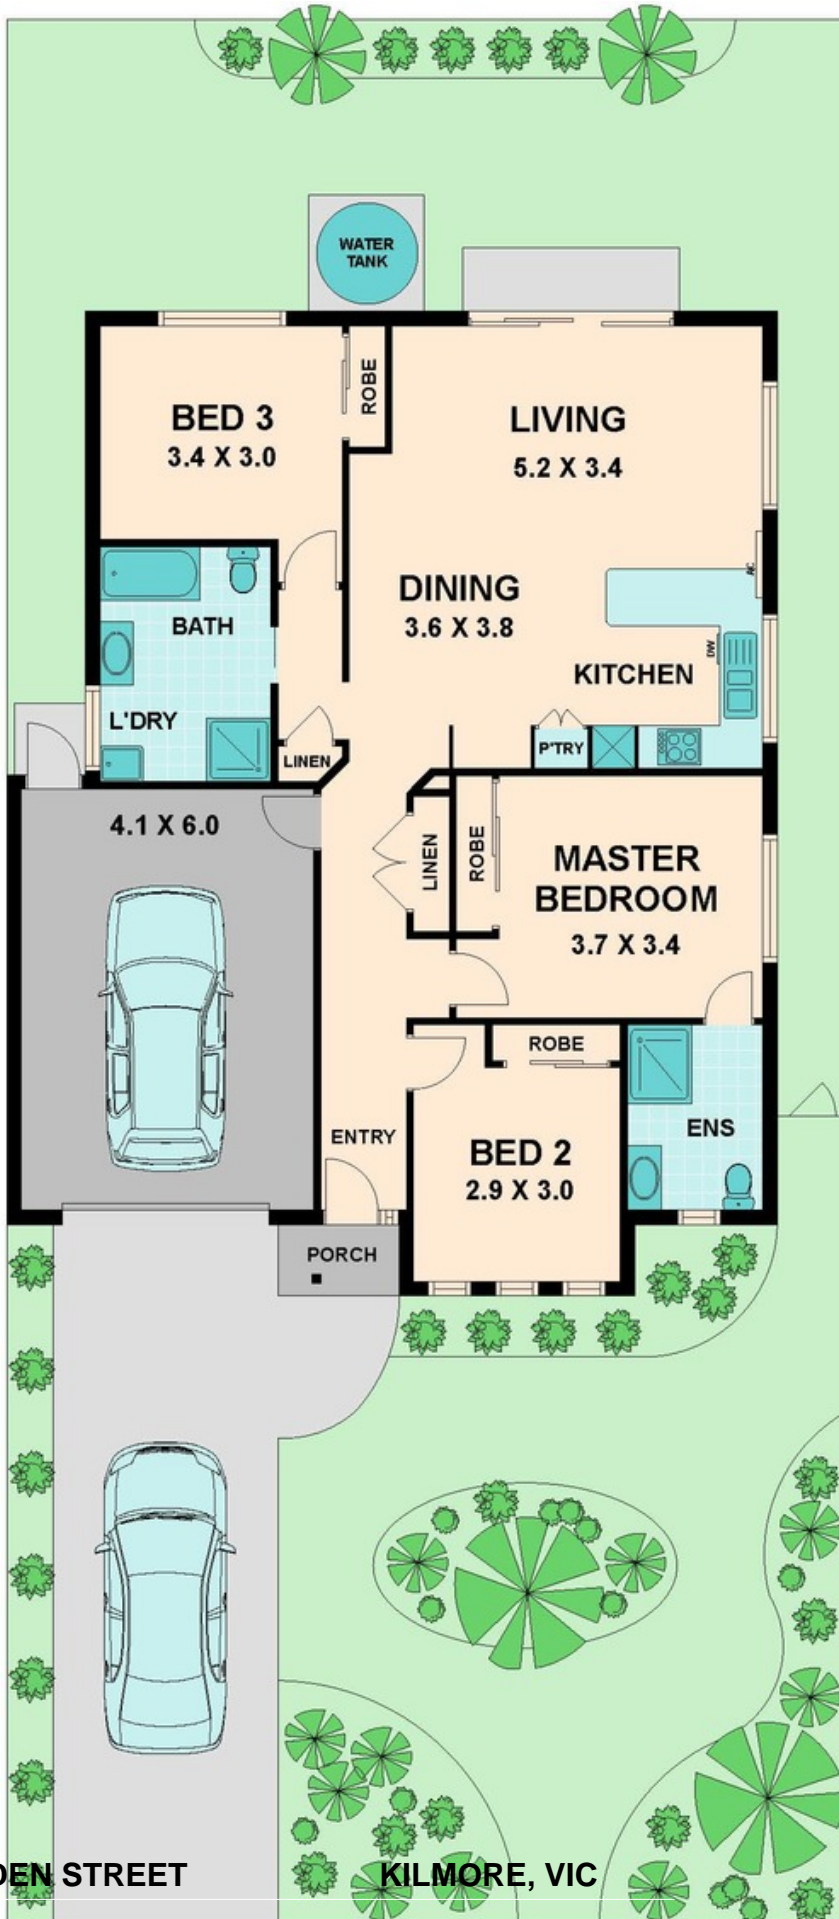 WATER
TANK
BED 3
3.4 X 3.0
ROBE
LIVING
5.2 X 3.4
DINING
3.6 X 3.8
AC
BATH
DW
KITCHEN
L'DRY
LINEN
P'TRY
4.1 X 6.0
LINEN
ROBE
MASTER
BEDROOM
3.7 X 3.4
ROBE
ENTRY
BED 2
2.9 X 3.0
ENS
PORCH
STREET
KILMORE, VIC